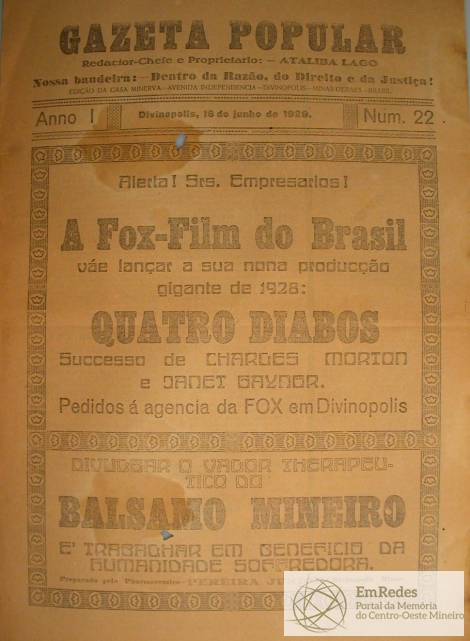 GAZETA POPULAR
Redactor-Chefe e Proprietario: — ATALIBA LAGO
Nossa bandeira: — Dentro da Razão, do Direito e da Justiça!
EDIÇÃO DA CASA MINERVA—AVENIDA INDEPENDENCIA—DIVINOPOLIS—MINAS GERAES—BRASIL
Anno I Divinopolis, 16 de junho de 1929. Num. 22
Alerta! Srs. Empresarios!
A Fox-Film do Brasil
váe lançar a sua nona producção
gigante de 1928:
QUATRO DIABOS
Successo de CHARLES MORTON
e JANET GAYNOR.
Pedidos á agencia da FOX em Divinopolis
DIVULGAR O VALOR THERAPEU-
TICO DO
BALSAMO MINEIRO
E' TRABALHAR EM BENEFICIO DA
HUMANIDADE SOFFREDORA.
Preparado pelo Pharmaceutico— PEREIRA
EmRedes
Portal da Memória
do Centro-Oeste Mineiro